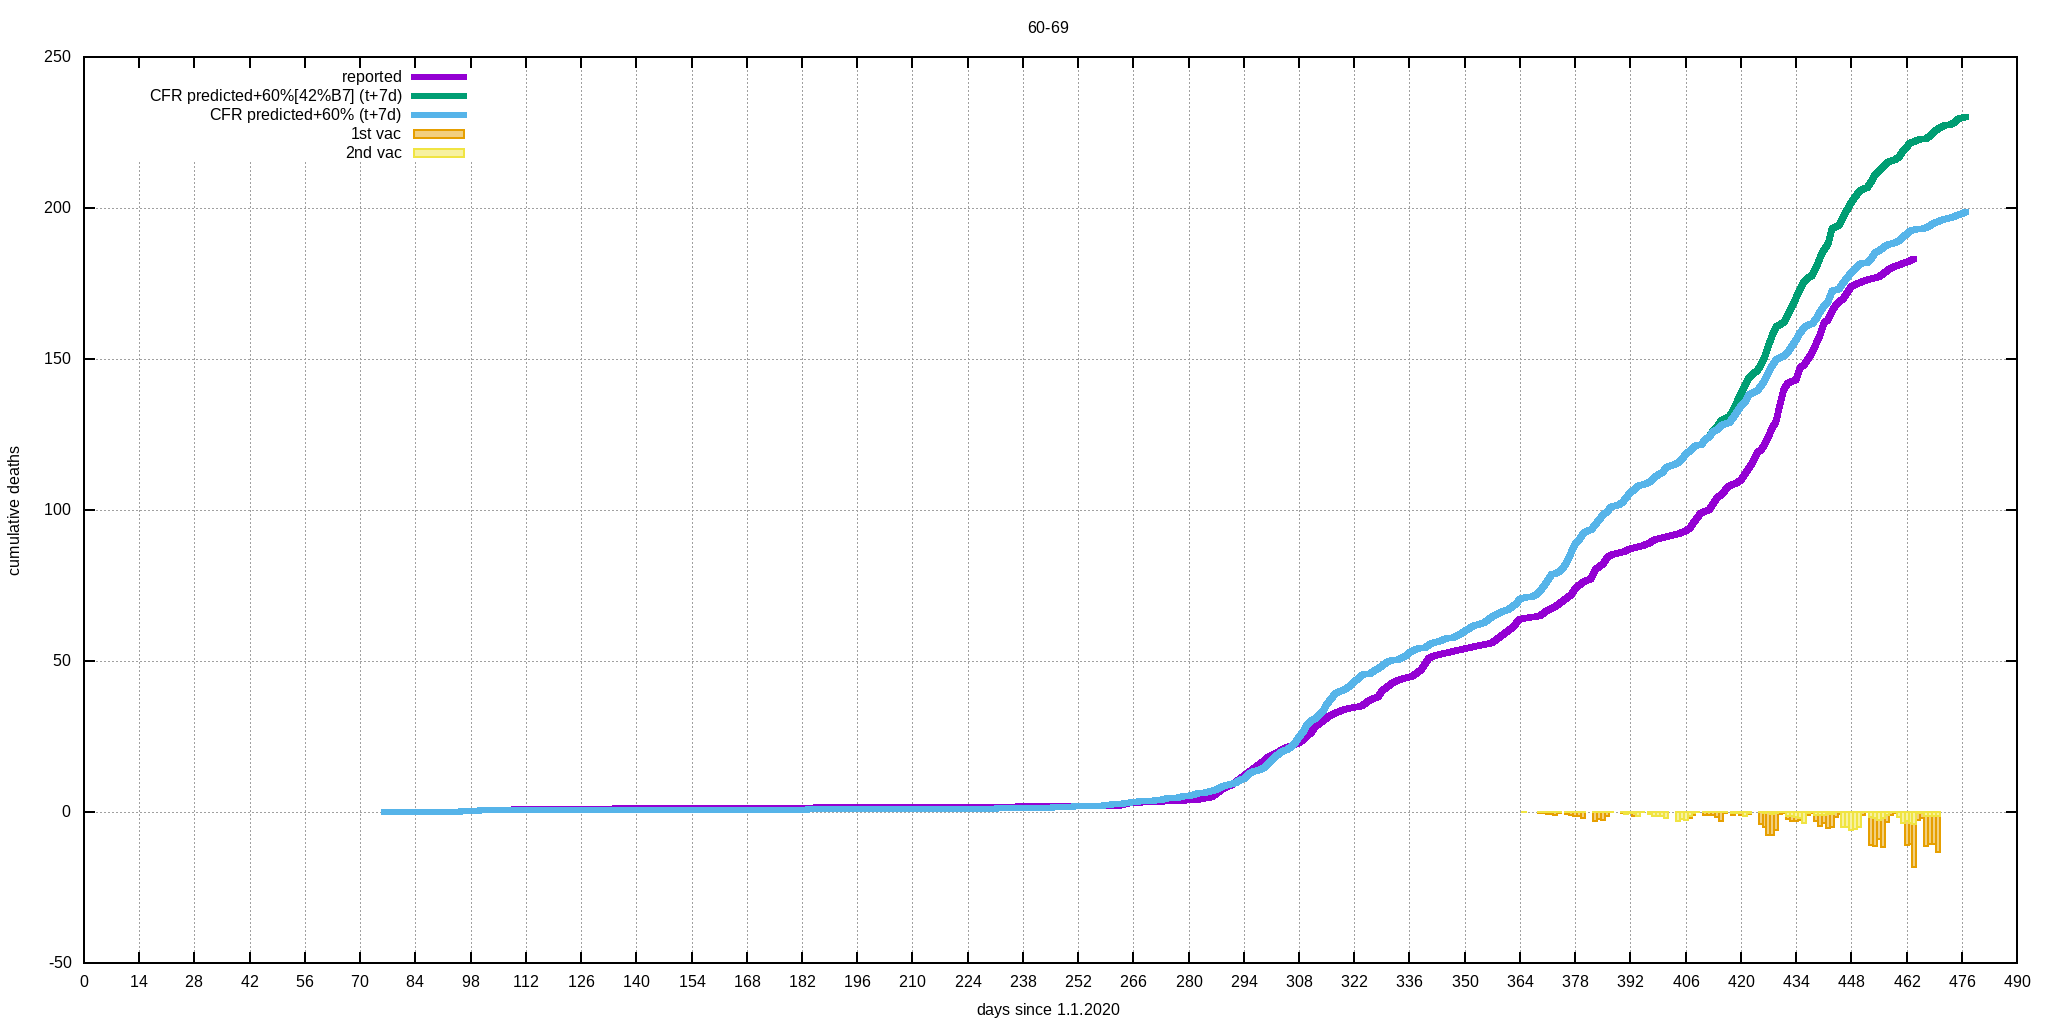 60-69
250
reported
CFR predicted+60%[42%B7] (t+7d)
CFR predicted+60% (t+7d)
1st vac
2nd vac
200
150
100
50
0
-50
cumulative deaths
0 14 28 42 56 70 84 98 112 126 140 154 168 182 196 210 224 238 252 266 280 294 308 322 336 350 364 378 392 406 420 434 448 462 476 490
days since 1.1.2020